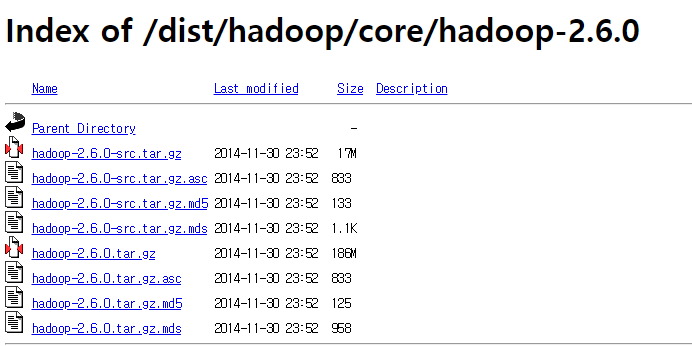 Index of /dist/hadoop/core/hadoop-2.6.0
Name Last modified Size Description
Parent Directory -
hadoop-2.6.0-src.tar.gz 2014-11-30 23:52 17M
hadoop-2.6.0-src.tar.gz.asc 2014-11-30 23:52 833
hadoop-2.6.0-src.tar.gz.md5 2014-11-30 23:52 133
hadoop-2.6.0-src.tar.gz.mds 2014-11-30 23:52 1.1K
hadoop-2.6.0.tar.gz 2014-11-30 23:52 186M
hadoop-2.6.0.tar.gz.asc 2014-11-30 23:52 833
hadoop-2.6.0.tar.gz.md5 2014-11-30 23:52 125
hadoop-2.6.0.tar.gz.mds 2014-11-30 23:52 958